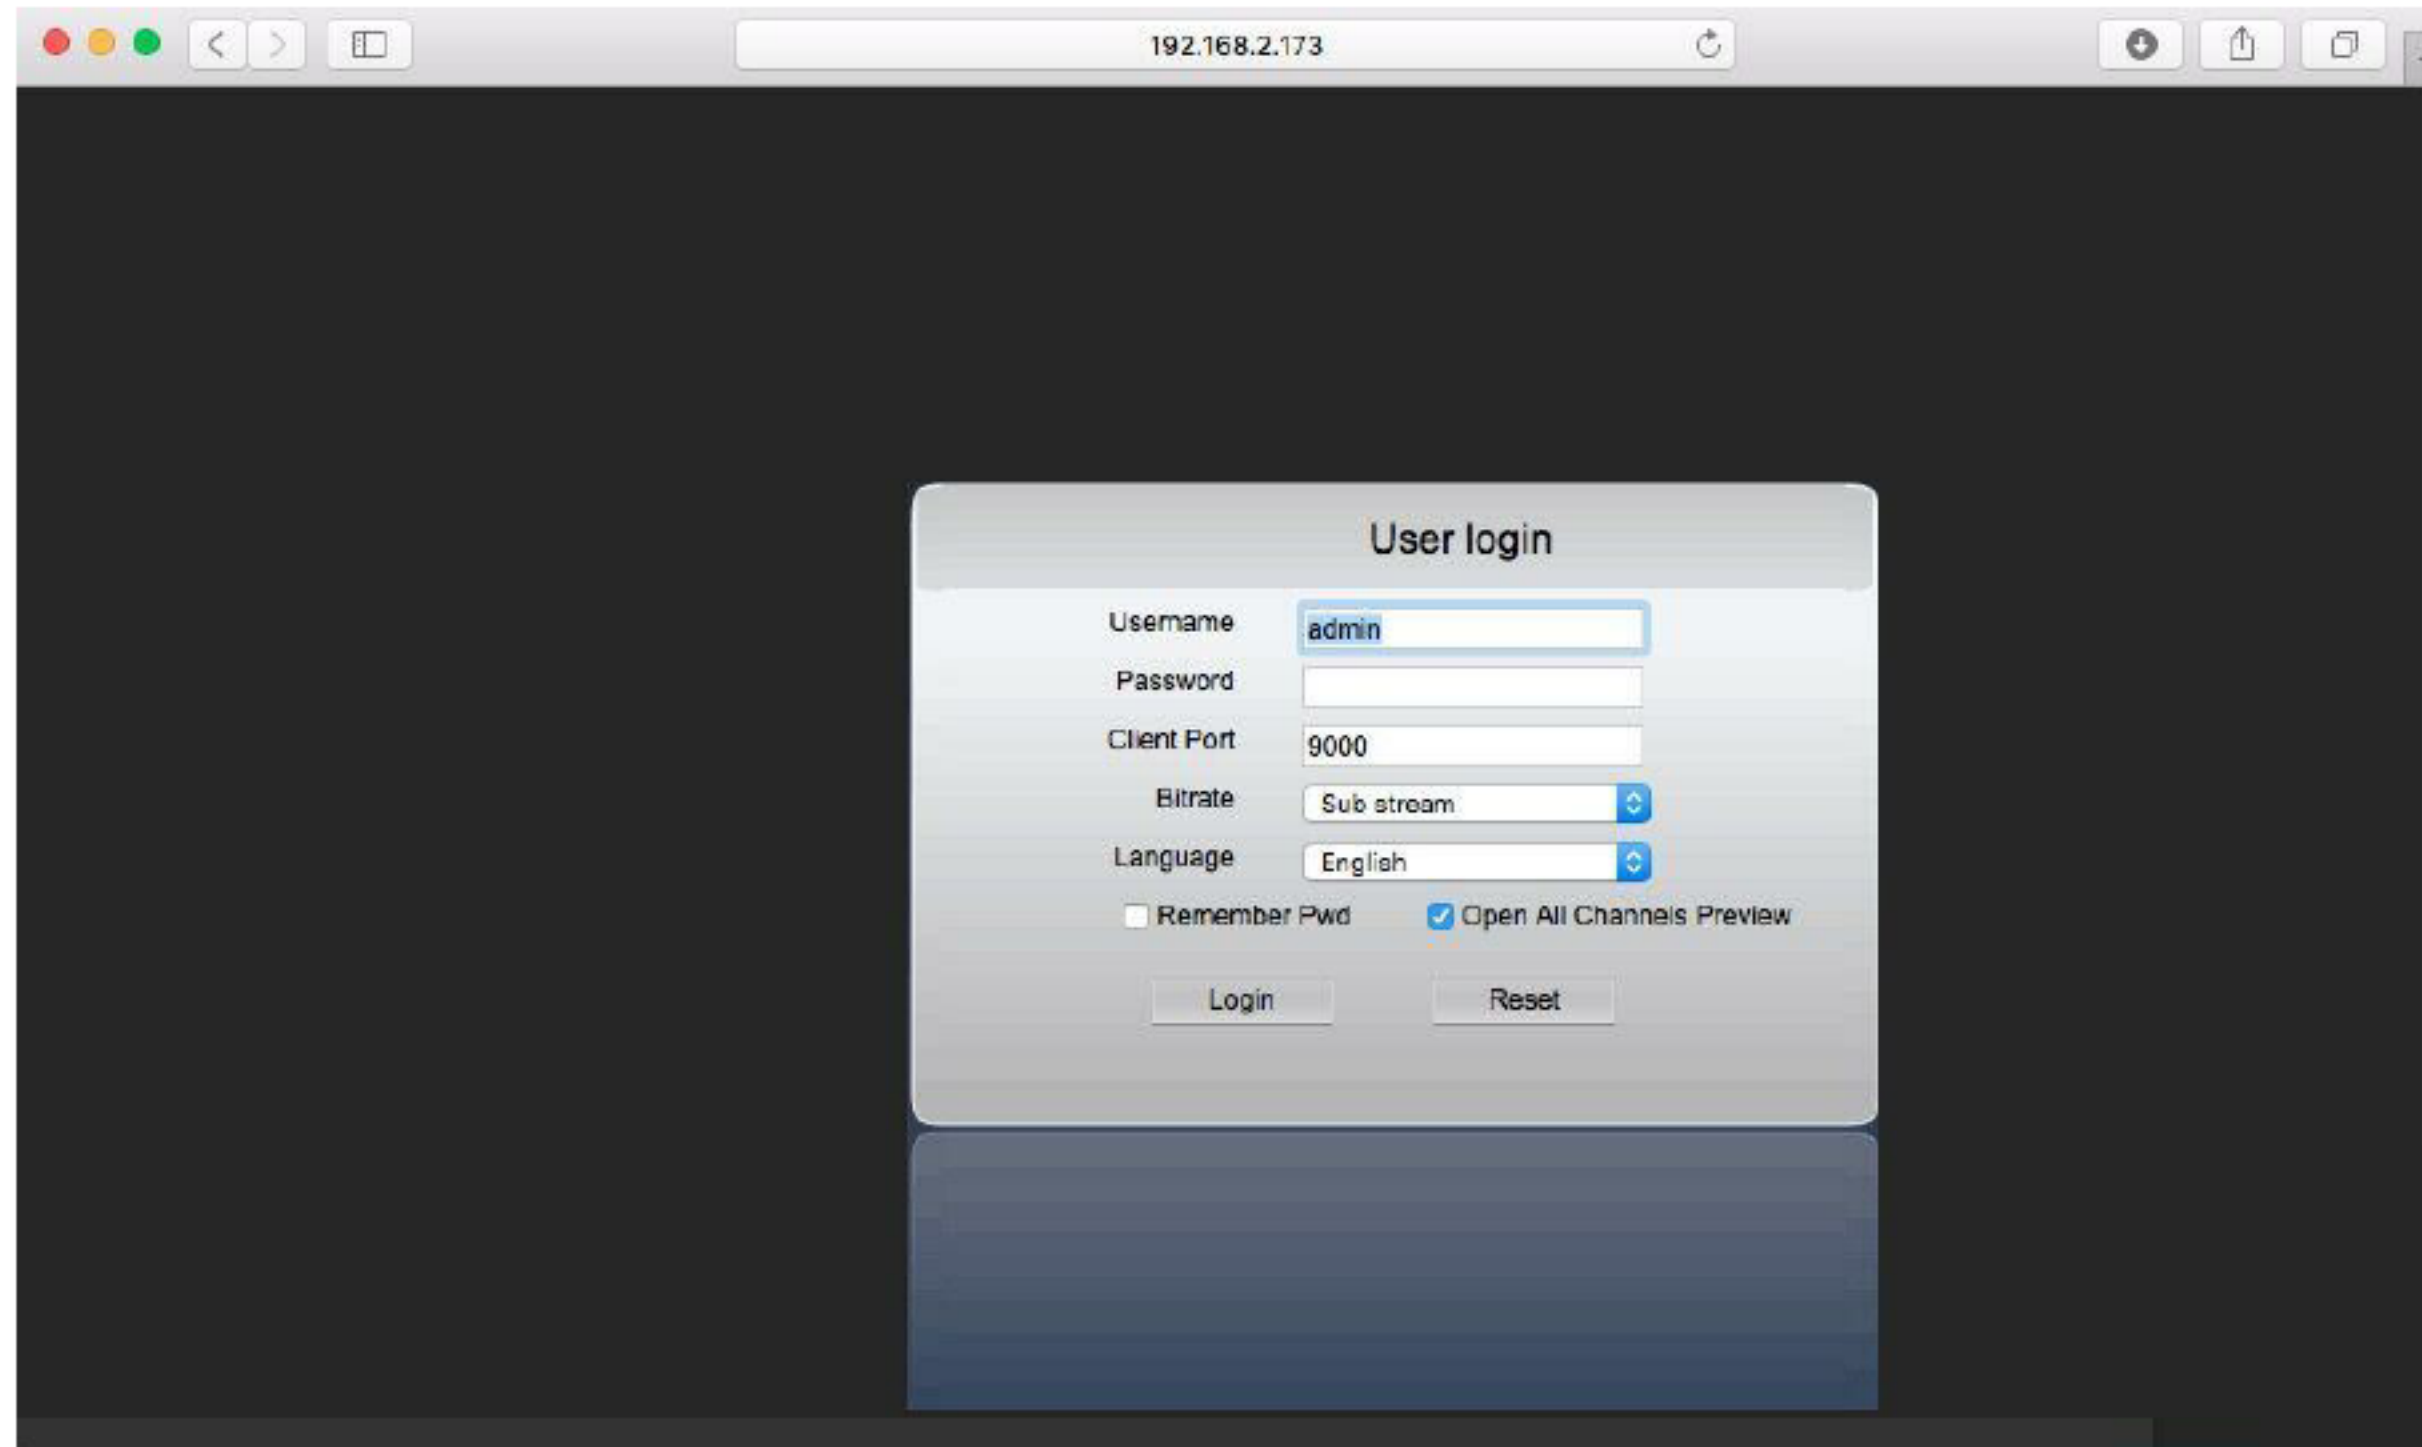 192.168.2.173
User login
Username admin
Password
Client Port 9000
Bitrate Sub stream
Language English
Remember Pwd Open All Channels Preview
Login Reset